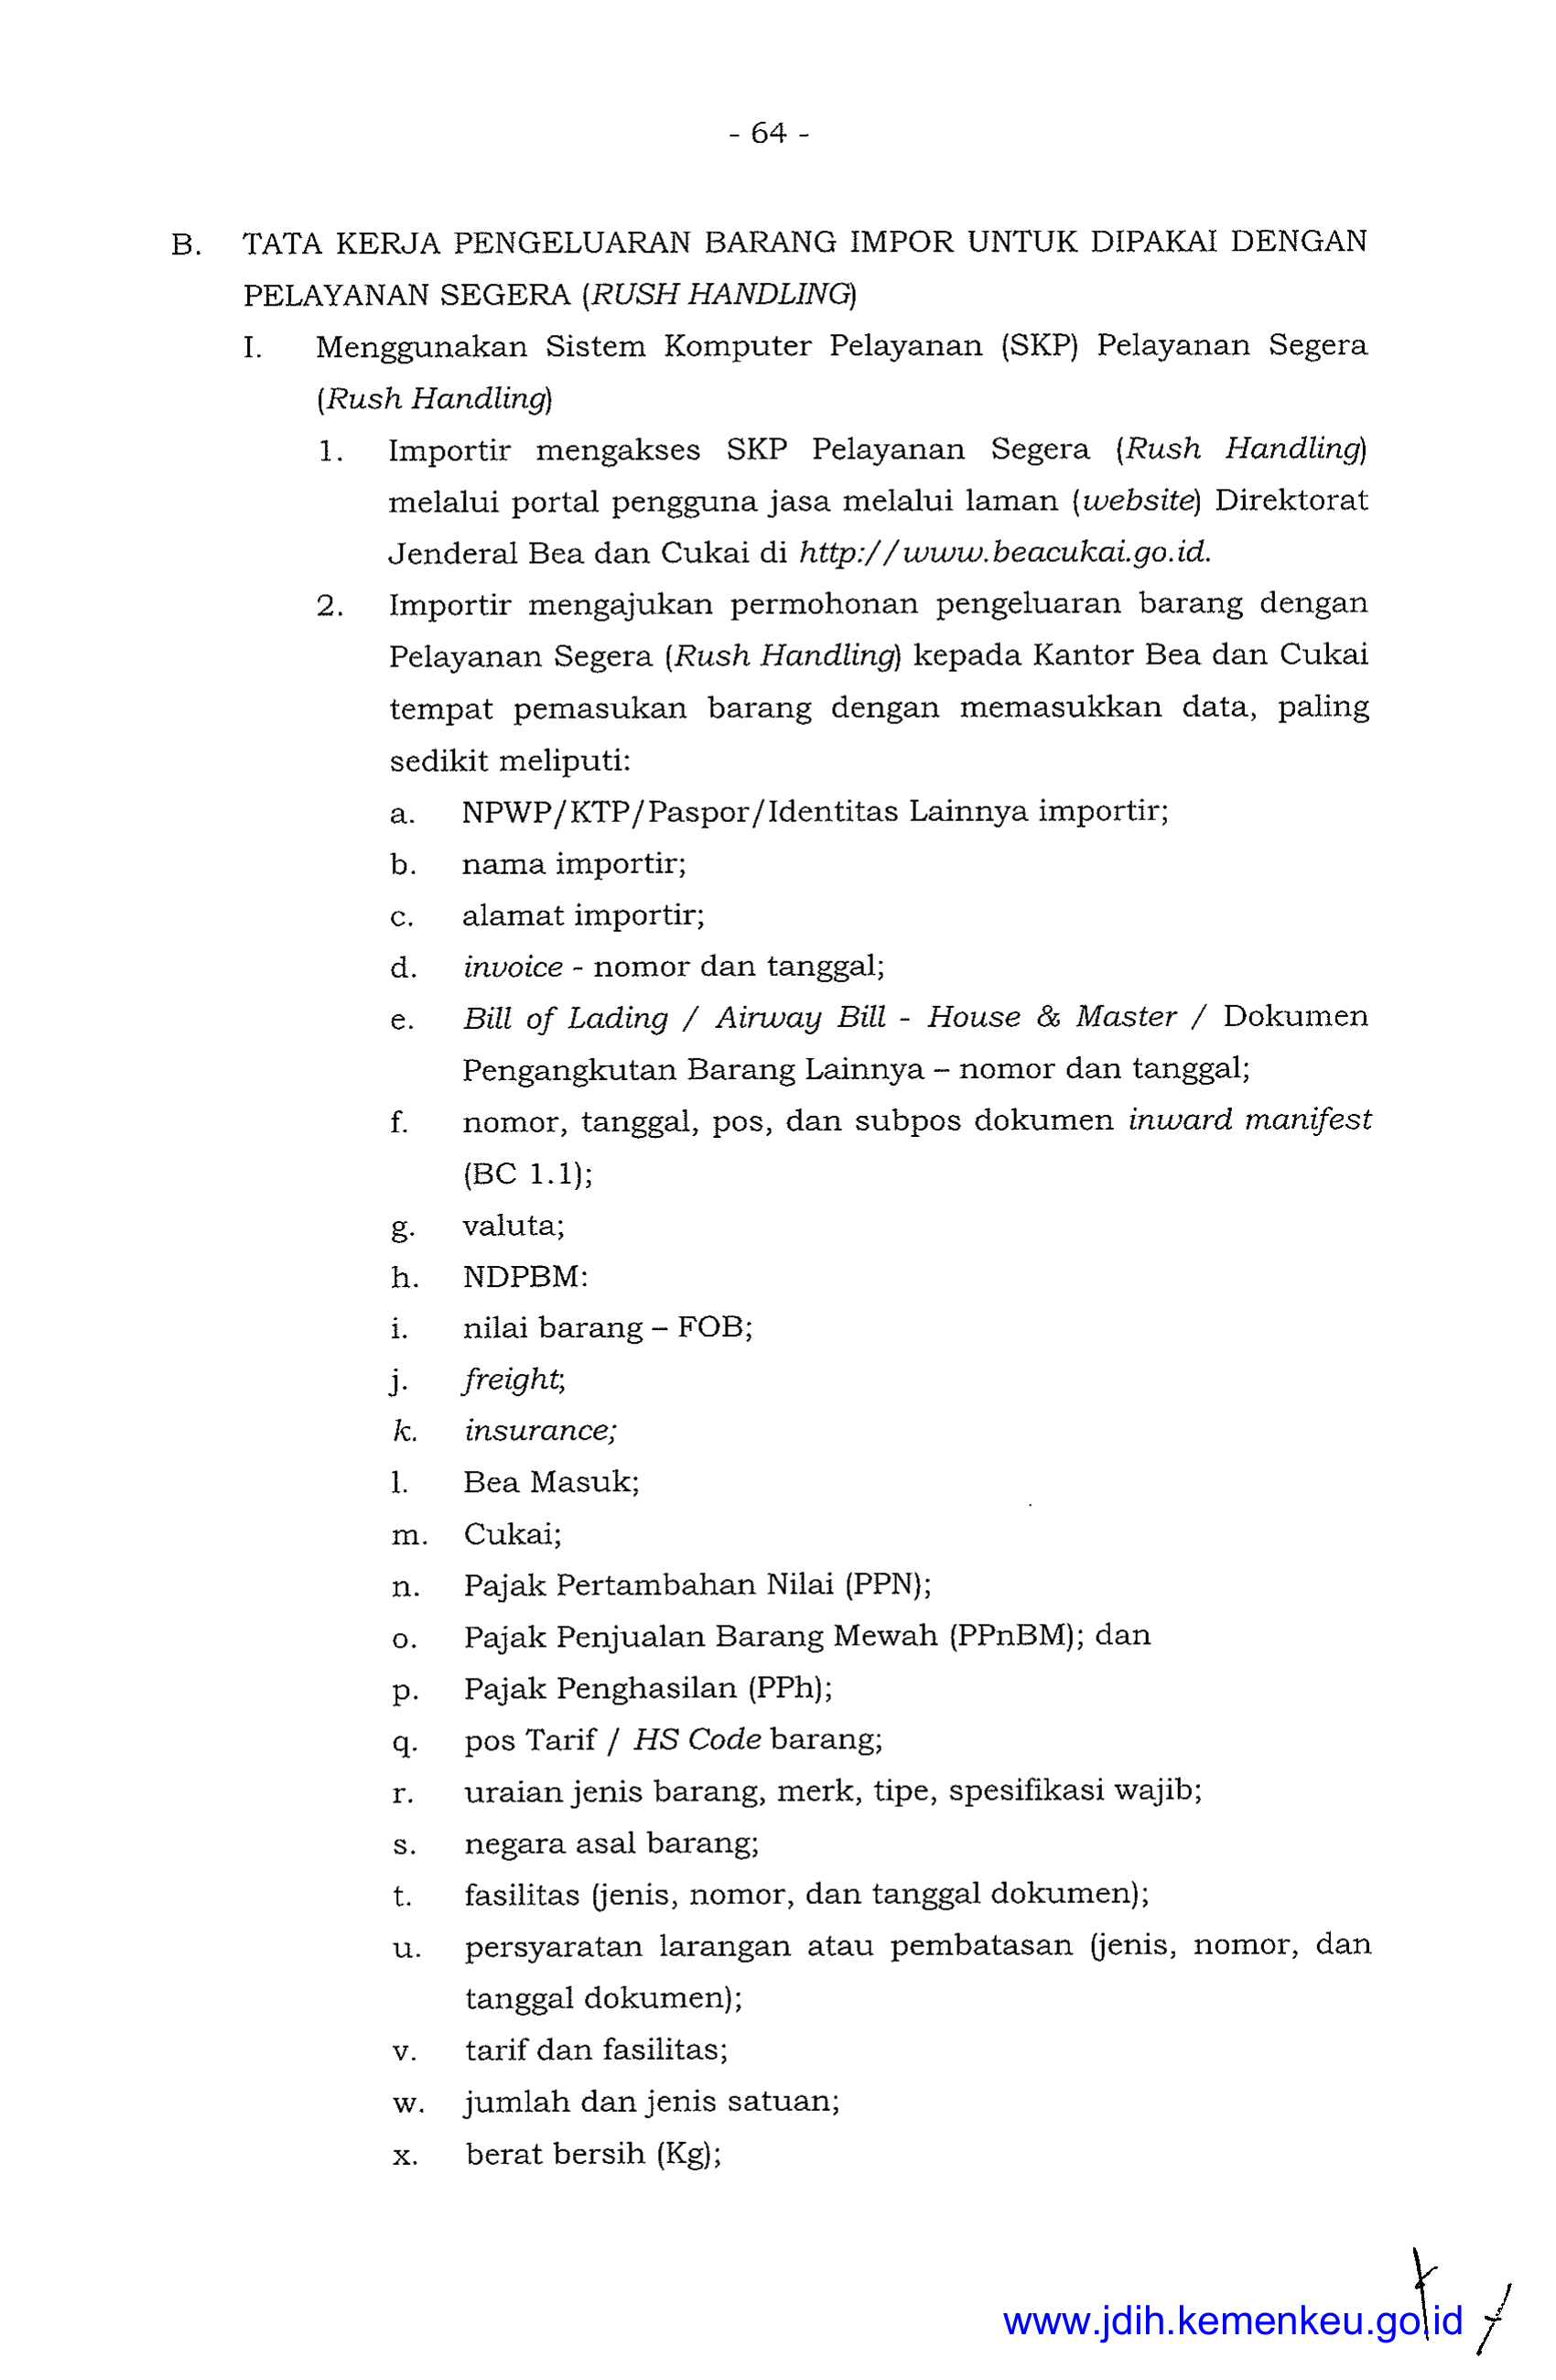 - 64 -
B. TATA KERJA PENGELUARAN BARANG IMPOR UNTUK DIPAKAI DENGAN
PELAYANAN SEGERA (RUSH HANDLING)
I. Menggunakan Sistem Komputer Pelayanan (SKP) Pelayanan Segera
(Rush Handling)
1. Importir mengakses SKP Pelayanan Segera (Rush Handling)
melalui portal pengguna jasa melalui laman (website) Direktorat
Jenderal Bea dan Cukai di http://www.beacukai.go.id.
2. Importir mengajukan permohonan pengeluaran barang dengan
Pelayanan Segera (Rush Handling) kepada Kantor Bea dan Cukai
tempat pemasukan barang dengan memasukkan data, paling
sedikit meliputi:
a. NPWP/KTP/Paspor/Identitas Lainnya importir;
b. nama importir;
c. alamat importir;
d. invoice - nomor dan tanggal;
e. Bill of Lading / Airway Bill - House & Master / Dokumen
Pengangkutan Barang Lainnya – nomor dan tanggal;
f. nomor, tanggal, pos, dan subpos dokumen inward manifest
(BC 1.1);
g. valuta;
h. NDPBM:
i. nilai barang – FOB;
j. freight;
k. insurance;
l. Bea Masuk;
m. Cukai;
n. Pajak Pertambahan Nilai (PPN);
o. Pajak Penjualan Barang Mewah (PPnBM); dan
p. Pajak Penghasilan (PPh);
q. pos Tarif / HS Code barang;
r. uraian jenis barang, merk, tipe, spesifikasi wajib;
s. negara asal barang;
t. fasilitas (jenis, nomor, dan tanggal dokumen);
u. persyaratan larangan atau pembatasan (jenis, nomor, dan
tanggal dokumen);
v. tarif dan fasilitas;
w. jumlah dan jenis satuan;
x. berat bersih (Kg);
www.jdih.kemenkeu.go.id